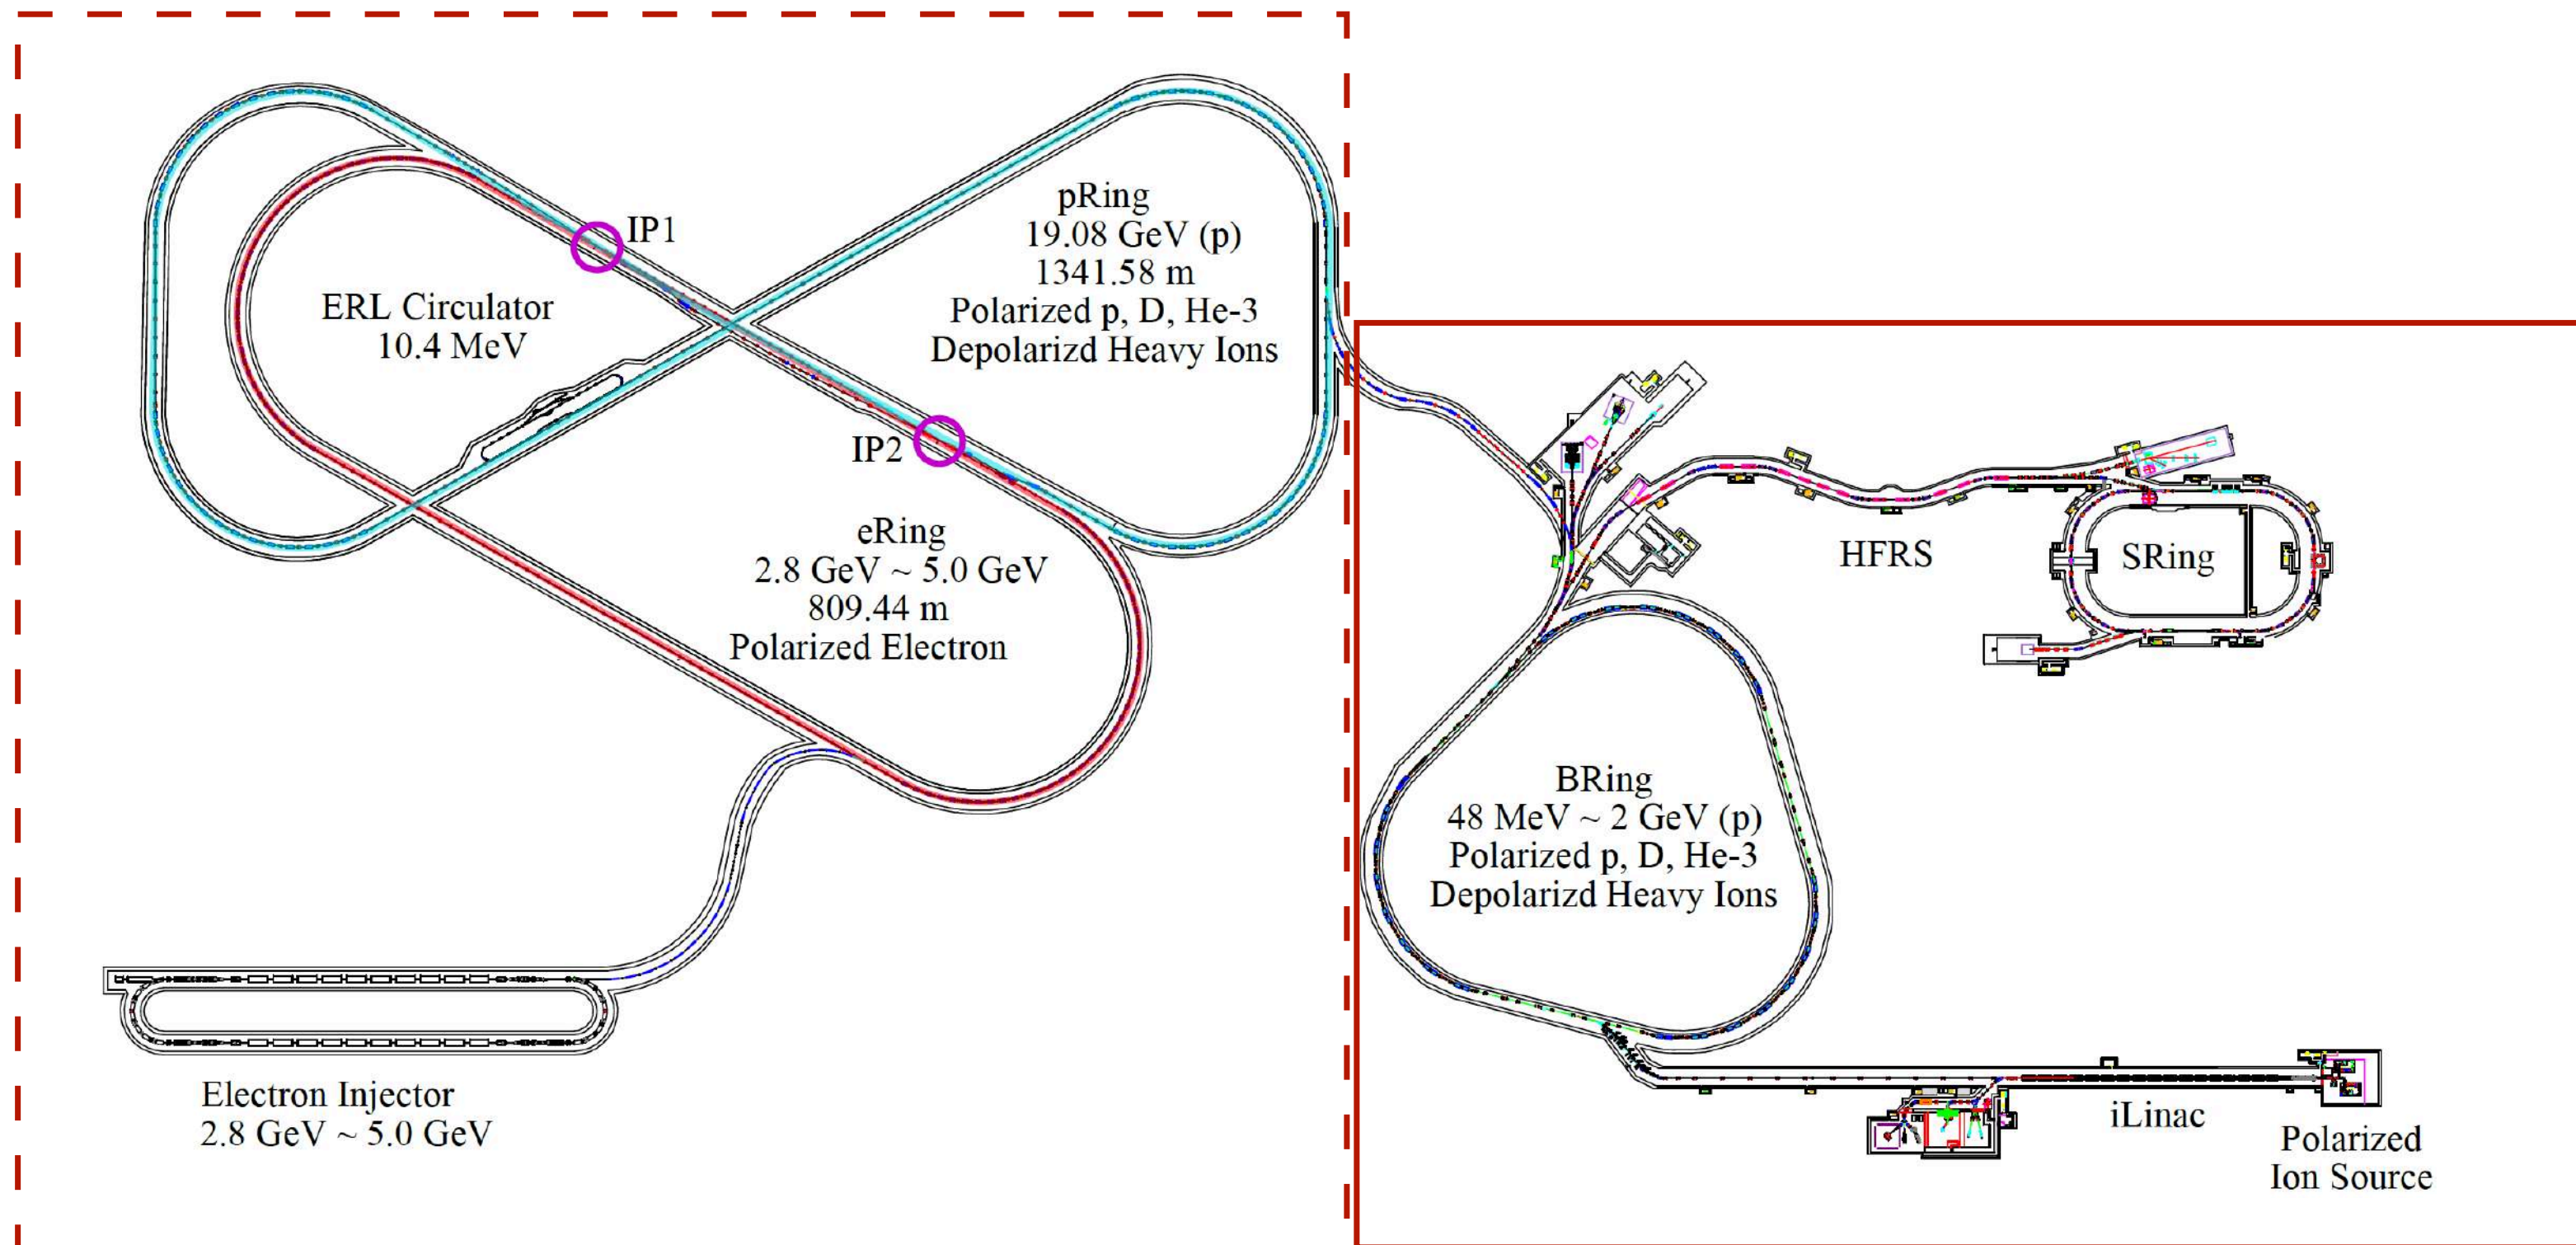 IP1
pRing
19.08 GeV (p)
1341.58 m
Polarized p, D, He-3
Depolarizd Heavy Ions
ERL Circulator
10.4 MeV
IP2
eRing
2.8 GeV ~ 5.0 GeV
809.44 m
Polarized Electron
HFRS
SRing
BRing
48 MeV ~ 2 GeV (p)
Polarized p, D, He-3
Depolarizd Heavy Ions
Electron Injector
2.8 GeV ~ 5.0 GeV
iLinac
Polarized
Ion Source